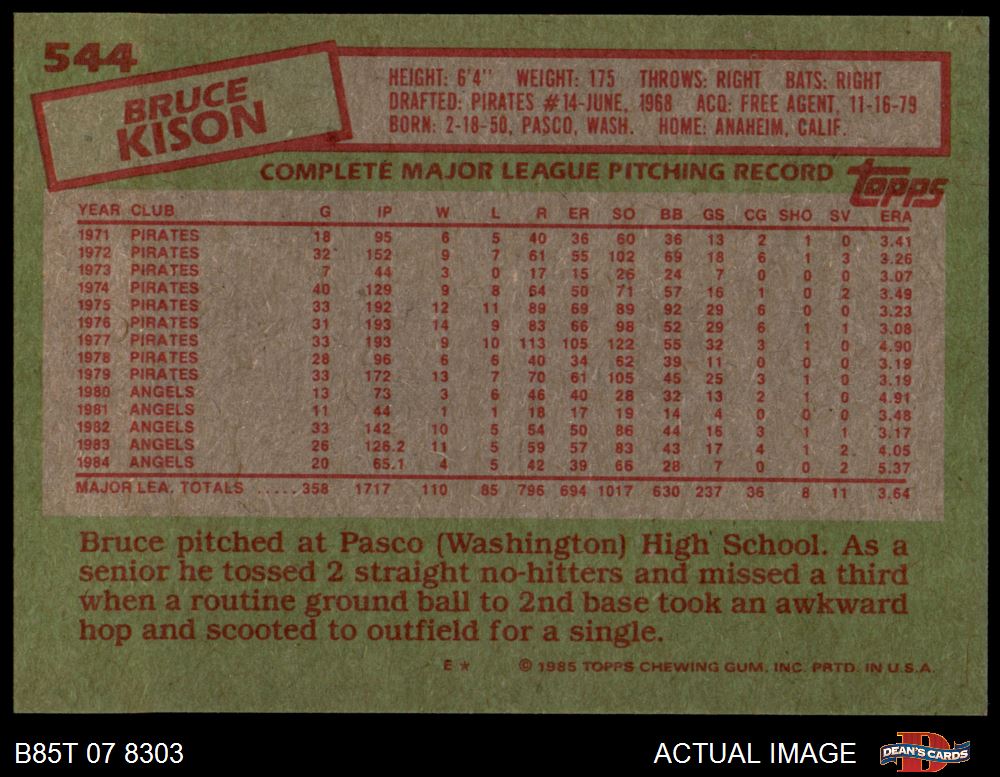 544
BRUCE
KISON
HEIGHT: 6'4" WEIGHT: 175 THROWS: RIGHT BATS: RIGHT
DRAFTED: PIRATES #14-JUNE, 1968 ACQ: FREE AGENT, 11-16-79
BORN: 2-18-50, PASCO, WASH. HOME: ANAHEIM, CALIF.
COMPLETE MAJOR LEAGUE PITCHING RECORD
topps
YEAR CLUB G IP W L R ER SO BB GS CG SHO SV ERA
1971 PIRATES 18 95 6 5 40 36 60 36 13 2 1 0 3.41
1972 PIRATES 32 152 9 7 61 55 102 69 18 6 1 3 3.26
1973 PIRATES 7 44 3 0 17 15 26 24 7 0 0 0 3.07
1974 PIRATES 40 129 9 8 64 50 71 57 16 1 0 2 3.49
1975 PIRATES 33 192 12 11 89 69 89 92 29 6 0 0 3.23
1976 PIRATES 31 193 14 9 83 66 98 52 29 6 1 1 3.08
1977 PIRATES 33 193 9 10 113 105 122 55 32 3 1 0 4.90
1978 PIRATES 28 96 6 6 40 34 62 39 11 0 0 0 3.19
1979 PIRATES 33 172 13 7 70 61 105 45 25 3 1 0 3.19
1980 ANGELS 13 73 3 6 46 40 28 32 13 2 1 0 4.91
1981 ANGELS 11 44 1 1 18 17 19 14 4 0 0 0 3.48
1982 ANGELS 33 142 10 5 54 50 86 44 16 3 1 1 3.17
1983 ANGELS 26 126.2 11 5 59 57 83 43 17 4 1 2 4.05
1984 ANGELS 20 65.1 4 5 42 39 66 28 7 0 0 2 5.37
MAJOR LEA. TOTALS ..... 358 1717 110 85 796 694 1017 630 237 36 8 11 3.64
Bruce pitched at Pasco (Washington) High School. As a
senior he tossed 2 straight no-hitters and missed a third
when a routine ground ball to 2nd base took an awkward
hop and scooted to outfield for a single.
E * © 1985 TOPPS CHEWING GUM, INC. PRTD. IN U.S.A.
B85T 07 8303 ACTUAL IMAGE DEAN'S CARDS